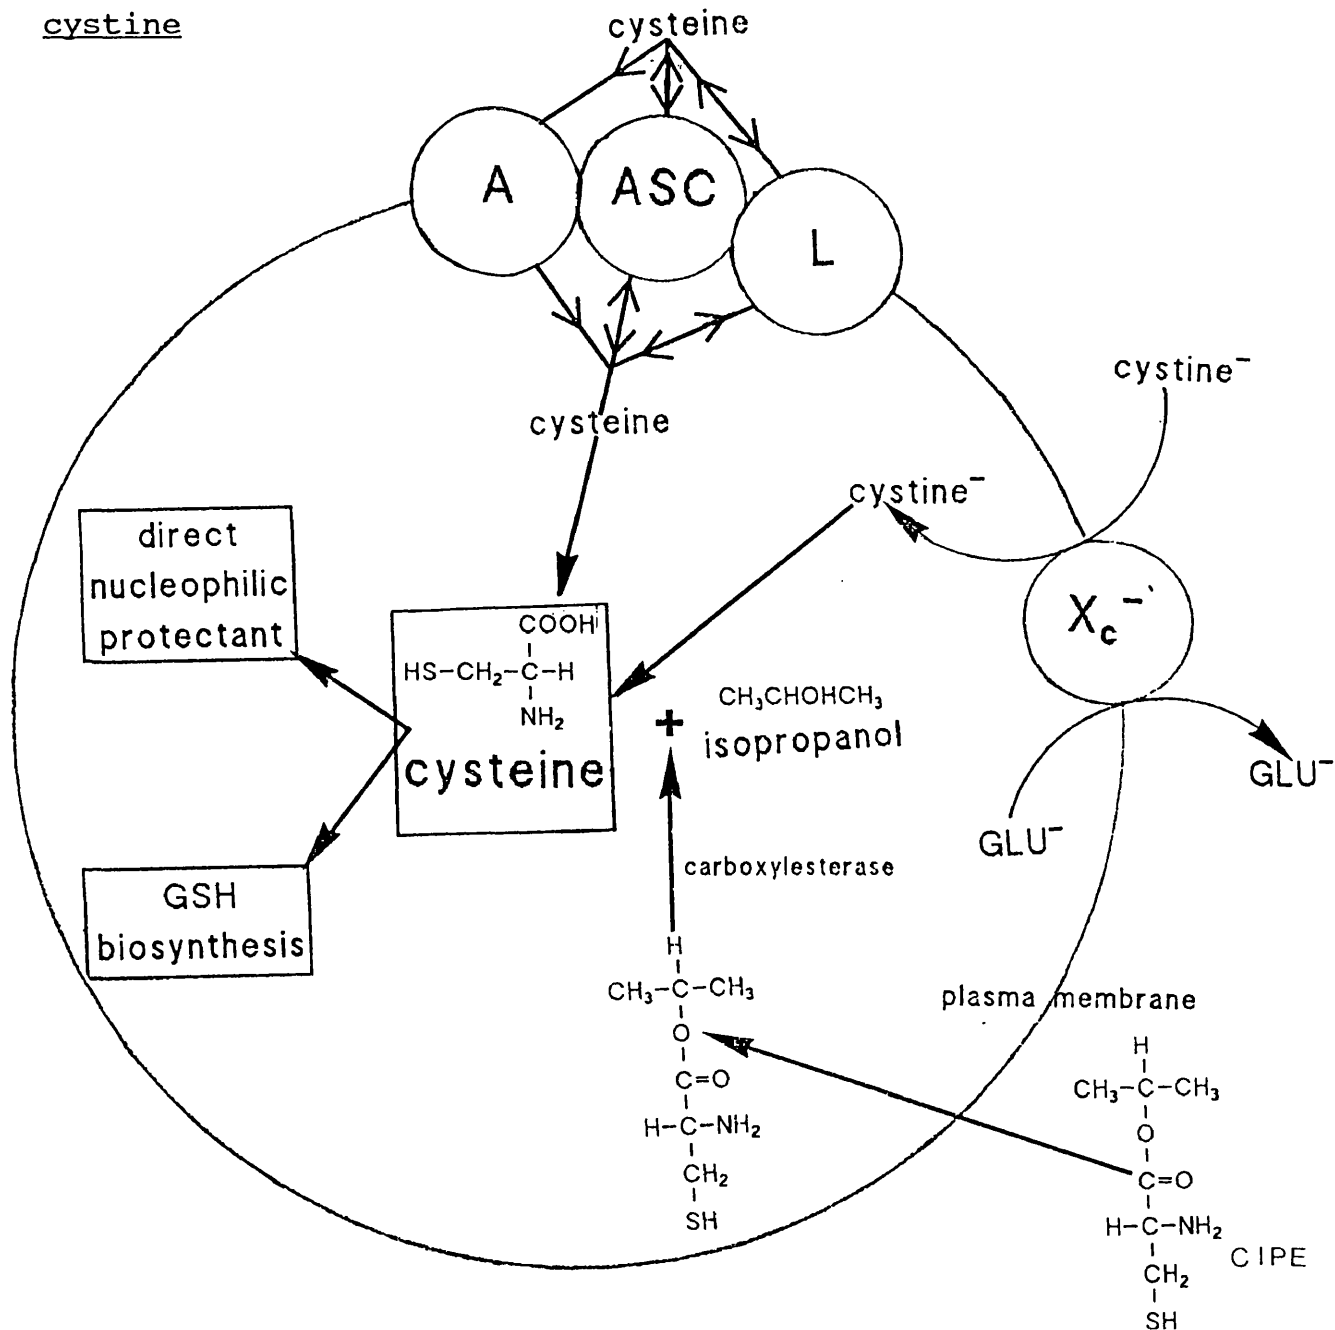 cystine
cysteine
A
ASC
L
cystine⁻
cysteine
cystine⁻
direct
nucleophilic
protectant
COOH
HS-CH₂-C-H
NH₂
cysteine
+
CH₃CHOHCH₃
isopropanol
Xc⁻
GLU⁻
GLU⁻
carboxylesterase
GSH
biosynthesis
H
CH₃-C-CH₃
O
C=O
H-C-NH₂
CH₂
SH
plasma membrane
H
CH₃-C-CH₃
O
C=O
H-C-NH₂
CIPE
CH₂
SH